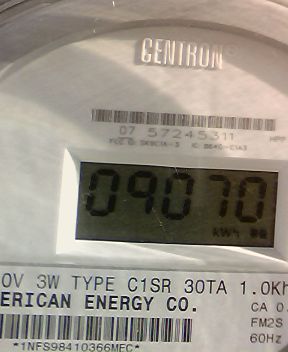 CENTRON®
07 57245311
09070
kWh
0V 3W TYPE C1SR 30TA 1.0Kh
ERICAN ENERGY CO.
CA 0.
FM2S
60Hz
*1NFS98410366MEC*